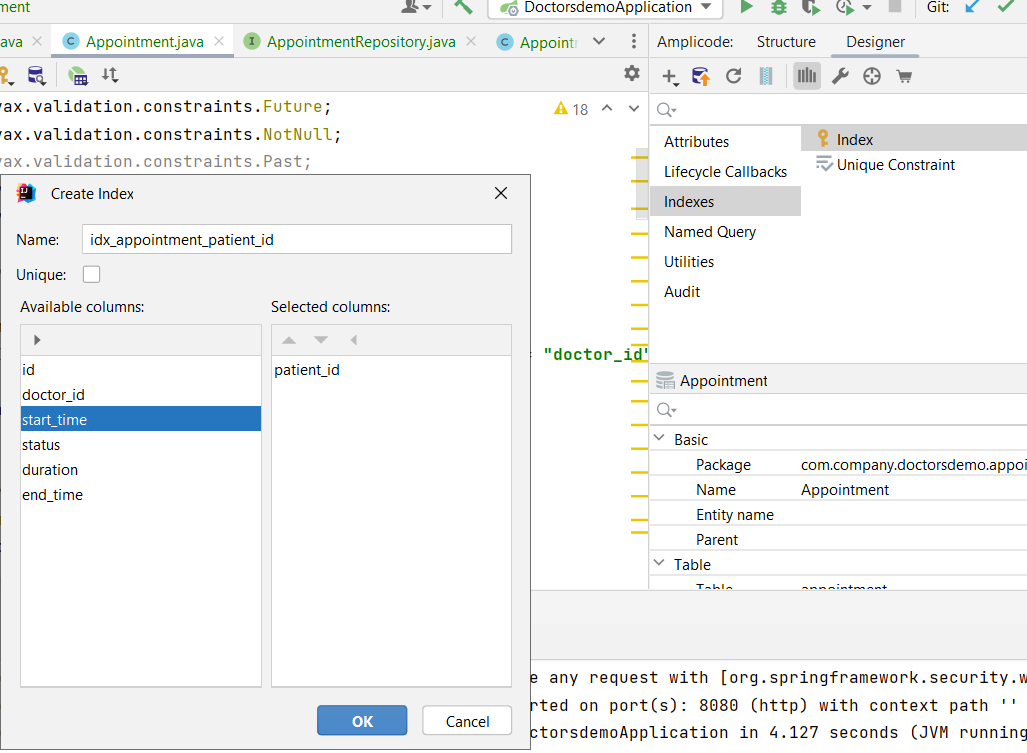 ment
DoctorsdemoApplication
Git:
ava
Appointment.java
AppointmentRepository.java
Appoint
Amplicode:
Structure
Designer
vax.validation.constraints.Future;
18
vax.validation.constraints.NotNull;
vax.validation.constraints.Past;
Attributes
Lifecycle Callbacks
Indexes
Named Query
Utilities
Audit
Index
Unique Constraint
Create Index
Name:
idx_appointment_patient_id
Unique:
Available columns:
Selected columns:
id
doctor_id
start_time
status
duration
end_time
patient_id
OK
Cancel
"doctor_id"
Appointment
Basic
Package
com.company.doctorsdemo.appoi
Name
Appointment
Entity name
Parent
Table
Table
appointment
e any request with [org.springframework.security.w
rted on port(s): 8080 (http) with context path ''
ctorsdemoApplication in 4.127 seconds (JVM running